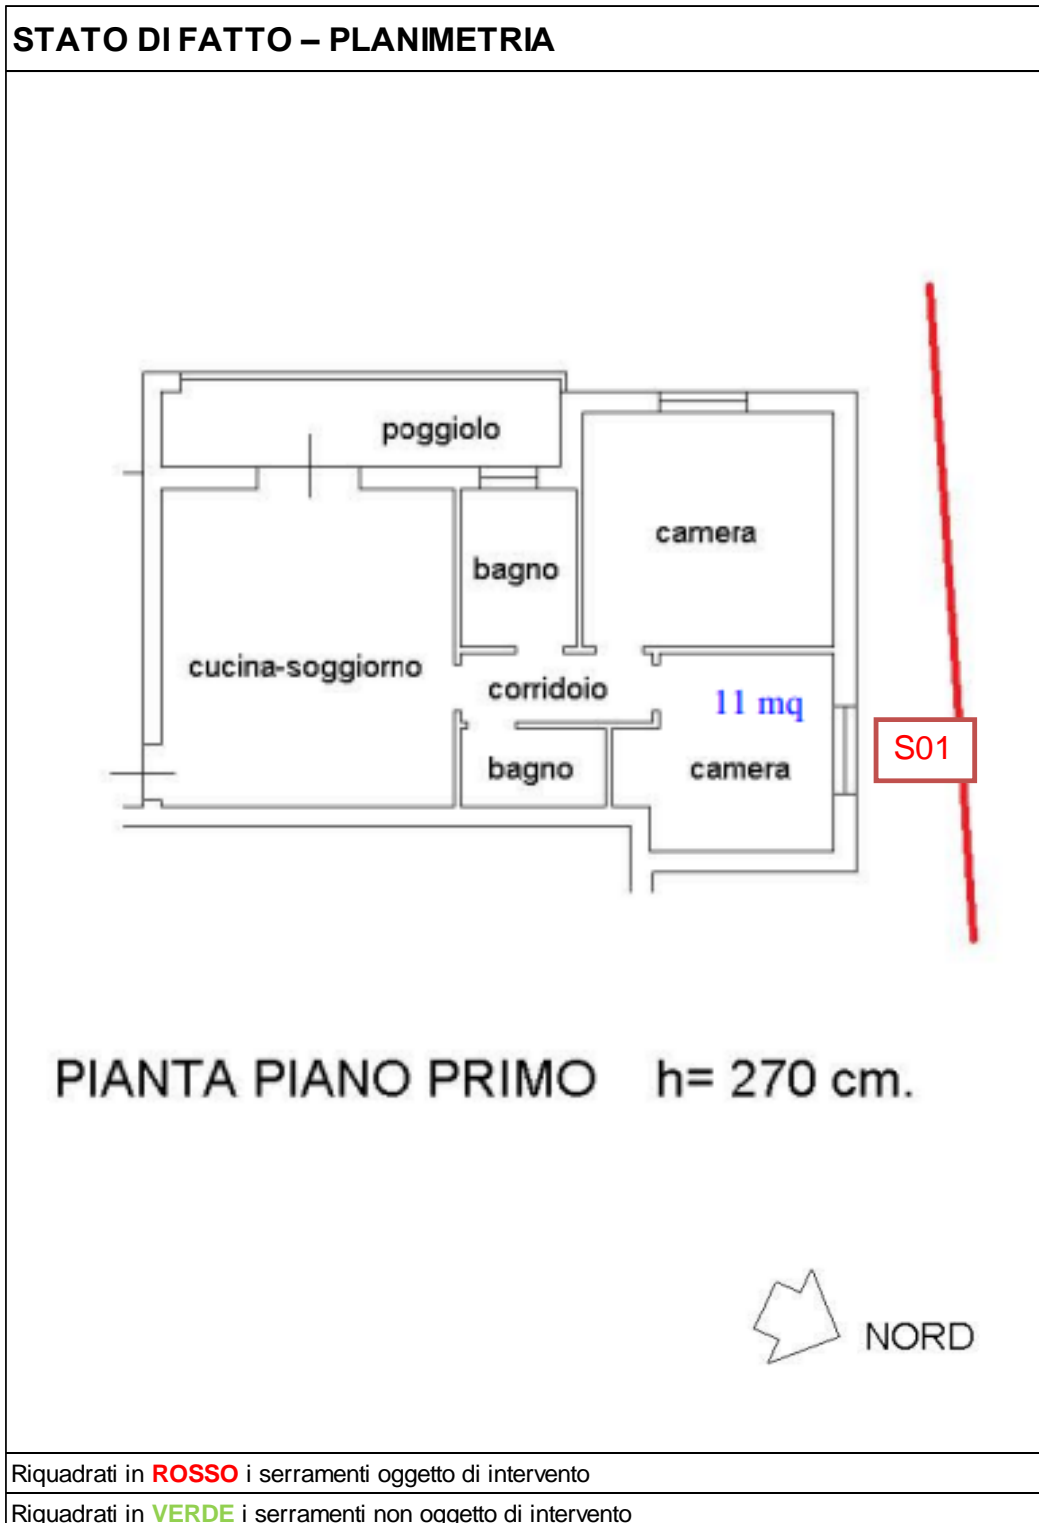 STATO DI FATTO – PLANIMETRIA
poggiolo
camera
bagno
cucina-soggiorno
corridoio
11 mq
S01
bagno
camera
PIANTA PIANO PRIMO h= 270 cm.
NORD
Riquadrati in ROSSO i serramenti oggetto di intervento
Riquadrati in VERDE i serramenti non oggetto di intervento